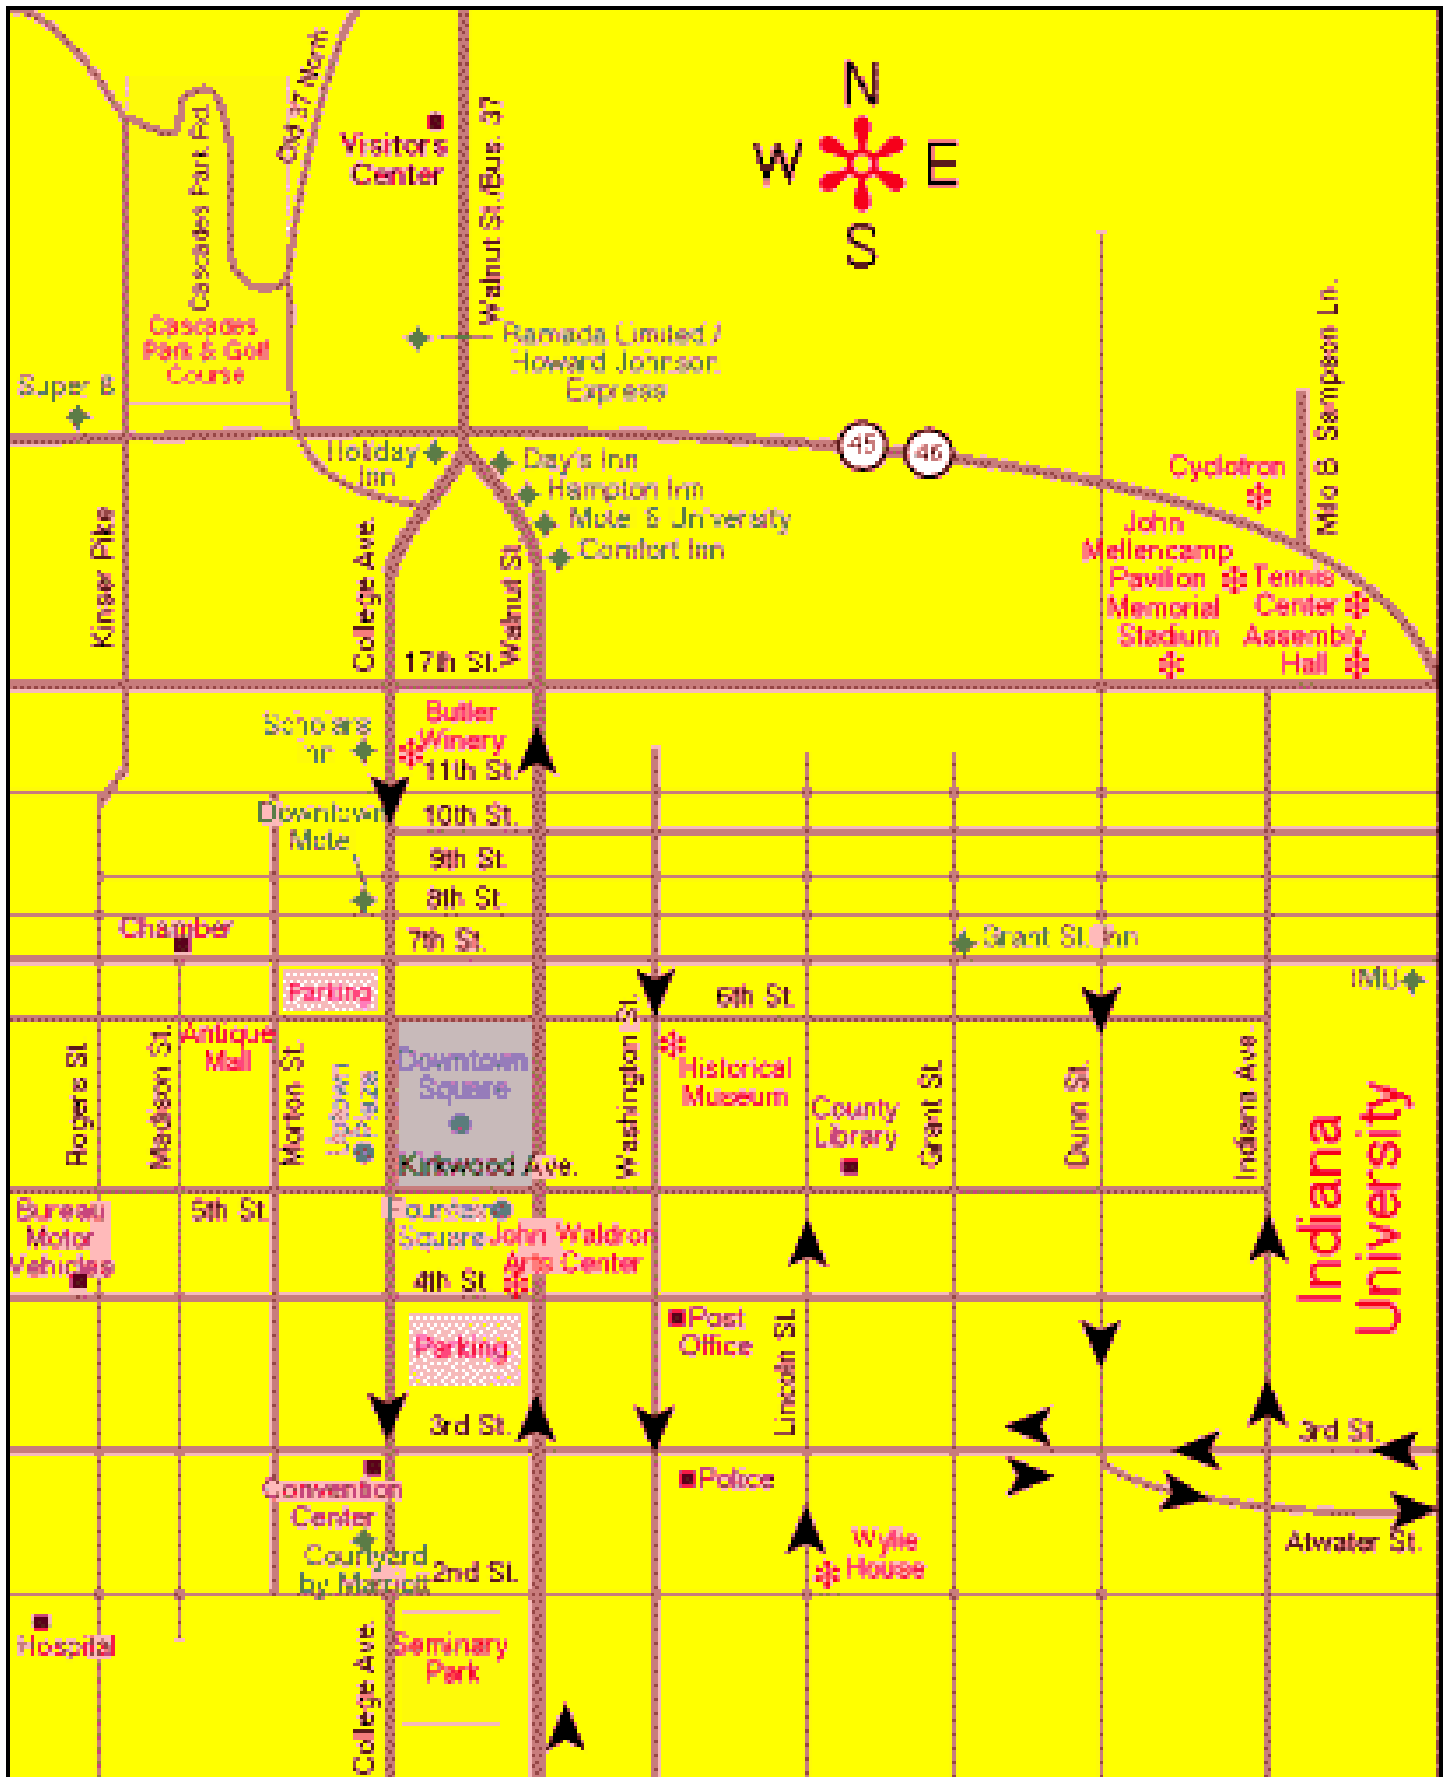 N
W
E
S
Old 37 North
Cascades Park Rd.
Visitors
Center
Walnut St./Bus. 37
Cascades
Park & Golf
Course
Ramada Limited/
Howard Johnson
Express
Super 8
Milo B Sampson Ln.
45
46
Holiday
Inn
Day's Inn
Hampton Inn
Comfort Inn
Cyclotron
John
Mellencamp
Pavilion
Tennis
Center
Memorial
Stadium
Assembly
Hall
Kinser Pike
College Ave.
Walnut St.
17th St.
Scholars
Inn
Butler
Winery
11th St.
Downtown
10th St.
9th St.
8th St.
Chamber
7th St.
Grant St. Inn
Parking
6th St.
IMU
Rogers St.
Madison St.
Antique
Mall
Morton St.
Uptown
Plaza
Downtown
Square
Kirkwood Ave.
Washington St.
Historical
Museum
County
Library
Grant St.
Dunn St.
Indiana Ave.
Indiana
University
Bureau
Motor
Vehicles
5th St.
Fountain
Square
John Waldron
Arts Center
4th St
Parking
Post
Office
Lincoln St.
3rd St.
3rd St.
Convention
Center
Police
Courtyard
by Marriott
2nd St.
Wylie
House
Atwater St.
Hospital
College Ave.
Seminary
Park